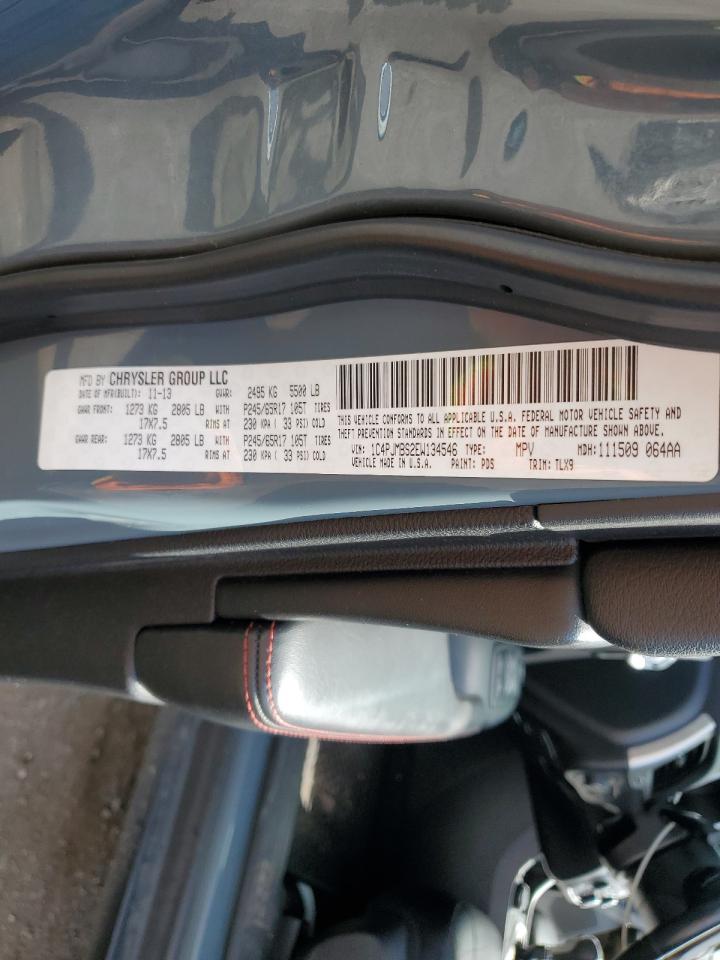 MFD BY CHRYSLER GROUP LLC
DATE OF MFR(BUILT): 11-13 GVWR: 2495 KG 5500 LB
GAWR FRONT: 1273 KG 2805 LB WITH P245/65R17 105T TIRES
17X7.5 RIMS AT 230 KPA ( 33 PSI) COLD
GAWR REAR: 1273 KG 2805 LB WITH P245/65R17 105T TIRES
17X7.5 RIMS AT 230 KPA ( 33 PSI) COLD
THIS VEHICLE CONFORMS TO ALL APPLICABLE U.S.A. FEDERAL MOTOR VEHICLE SAFETY AND
THEFT PREVENTION STANDARDS IN EFFECT ON THE DATE OF MANUFACTURE SHOWN ABOVE.
VIN: 1C4PJMBS2EW134546 TYPE: MPV MDH: 111509 064AA
VEHICLE MADE IN U.S.A. PAINT: PDS TRIM: TLX9